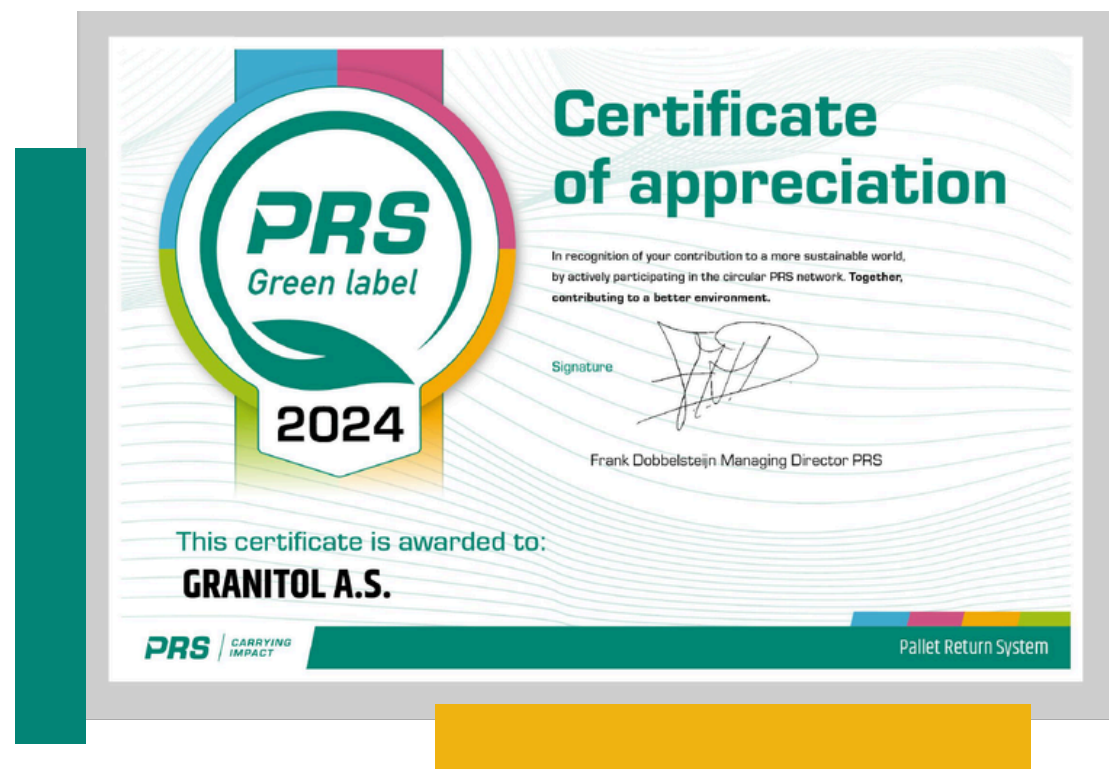 PRS
Green label
2024
Certificate
of appreciation
In recognition of your contribution to a more sustainable world,
by actively participating in the circular PRS network. Together,
contributing to a better environment.
Signature
Frank Dobbelsteijn Managing Director PRS
This certificate is awarded to:
GRANITOL A.S.
PRS
CARRYING
IMPACT
Pallet Return System